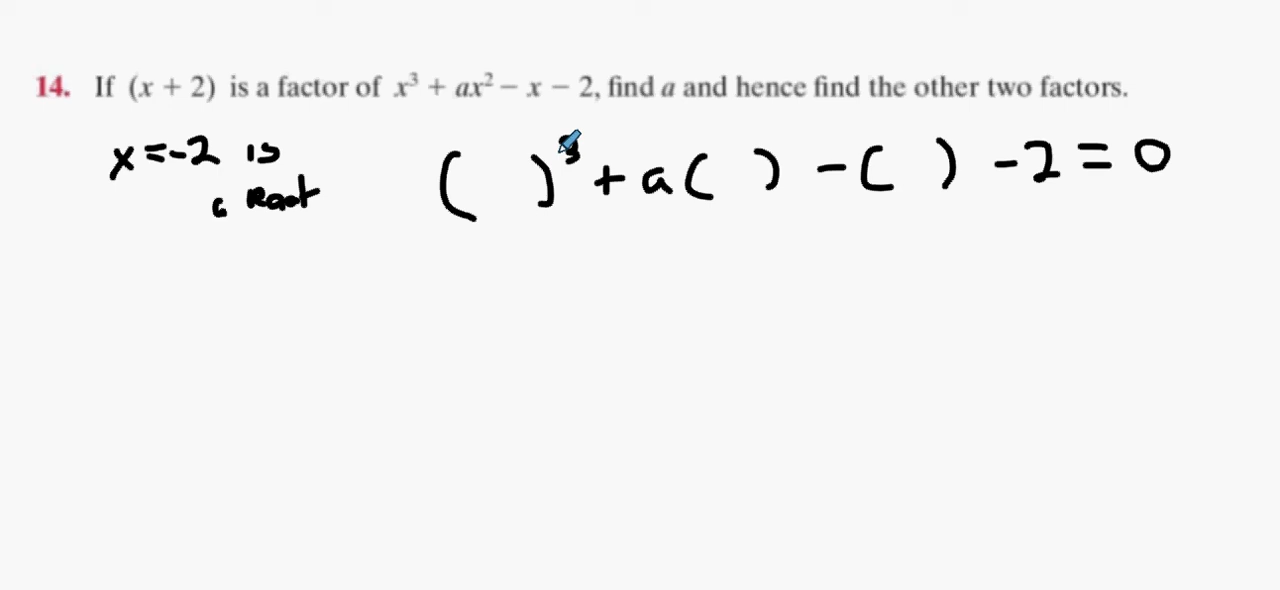 14. If (x + 2) is a factor of x³ + ax² – x – 2, find a and hence find the other two factors.
x = -2 is ( )³ + a ( ) - ( ) - 2 = 0
a Root